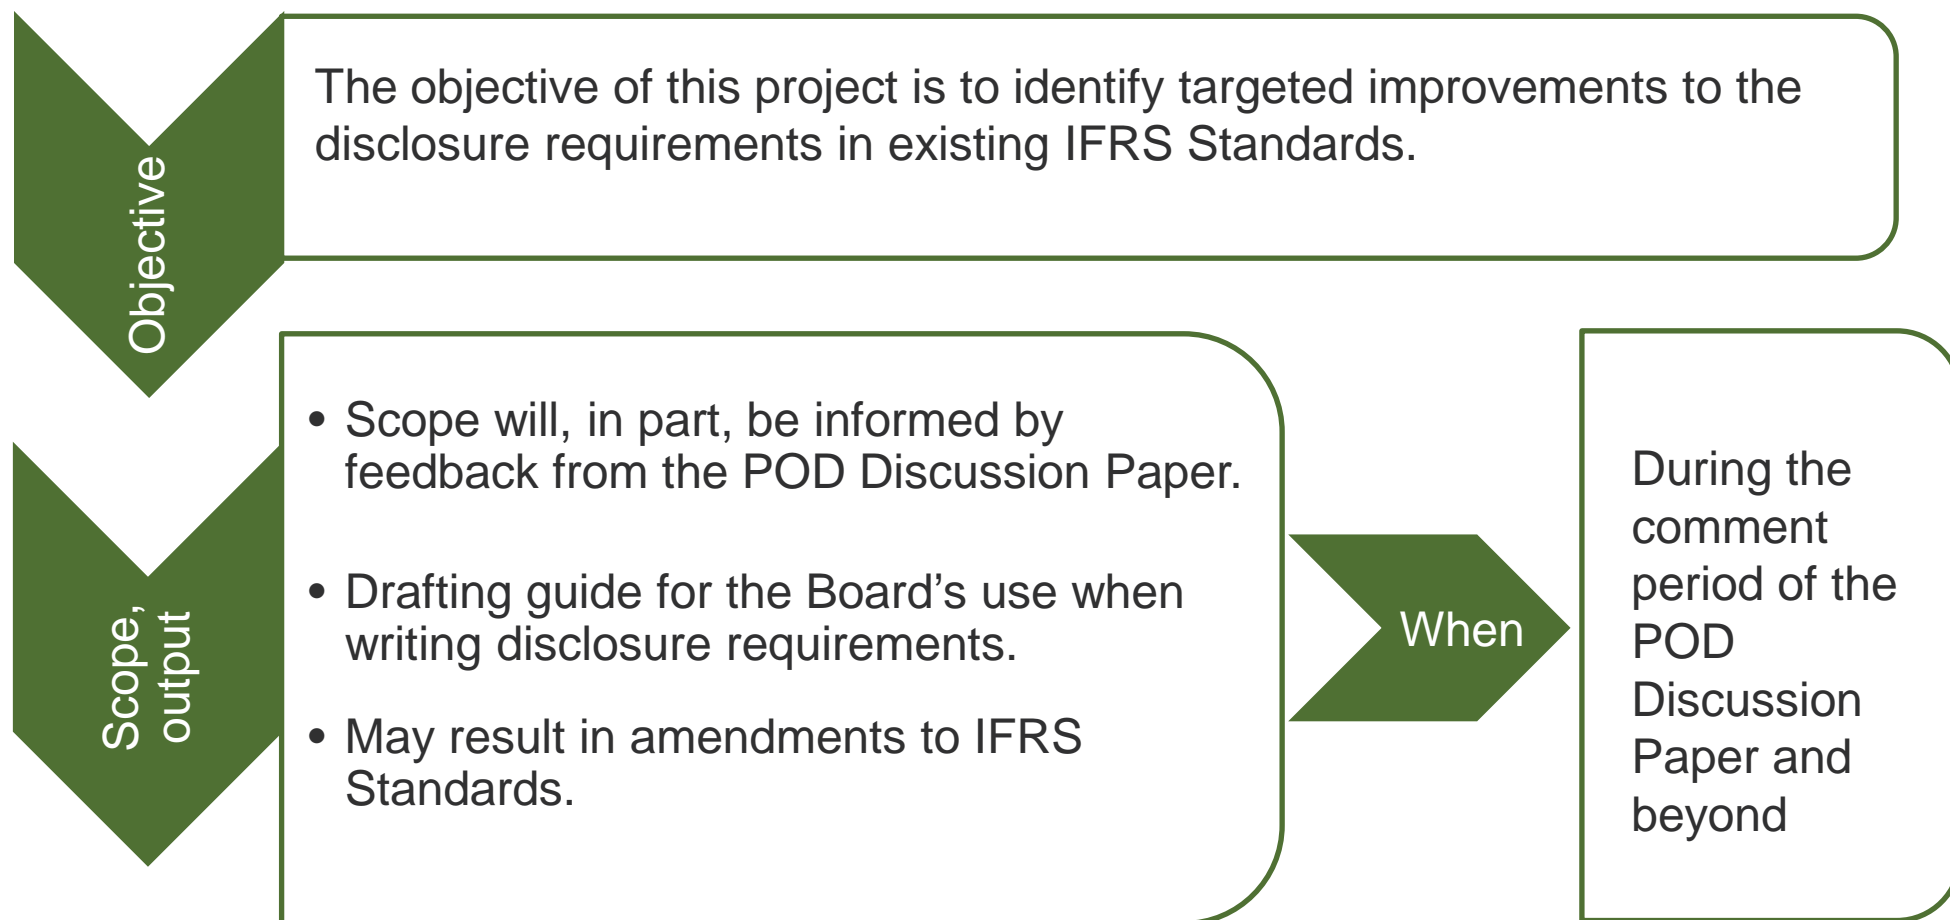 Objective
The objective of this project is to identify targeted improvements to the
disclosure requirements in existing IFRS Standards.
Scope,
output
• Scope will, in part, be informed by
feedback from the POD Discussion Paper.
• Drafting guide for the Board’s use when
writing disclosure requirements.
• May result in amendments to IFRS
Standards.
When
During the
comment
period of the
POD
Discussion
Paper and
beyond